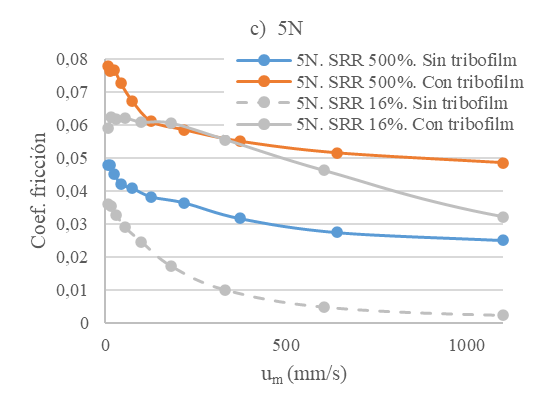 c) 5N
0,08
0,07
0,06
0,05
0,04
0,03
0,02
0,01
0
Coef. fricción
5N. SRR 500%. Sin tribofilm
5N. SRR 500%. Con tribofilm
5N. SRR 16%. Sin tribofilm
5N. SRR 16%. Con tribofilm
0 500 1000
um (mm/s)